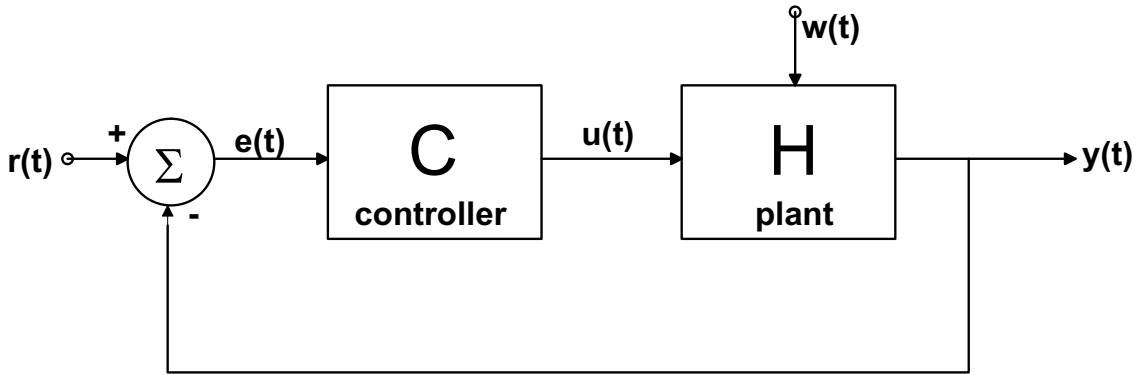 w(t)
+
e(t)
C
u(t)
H
r(t)
Σ
y(t)
-
controller
plant